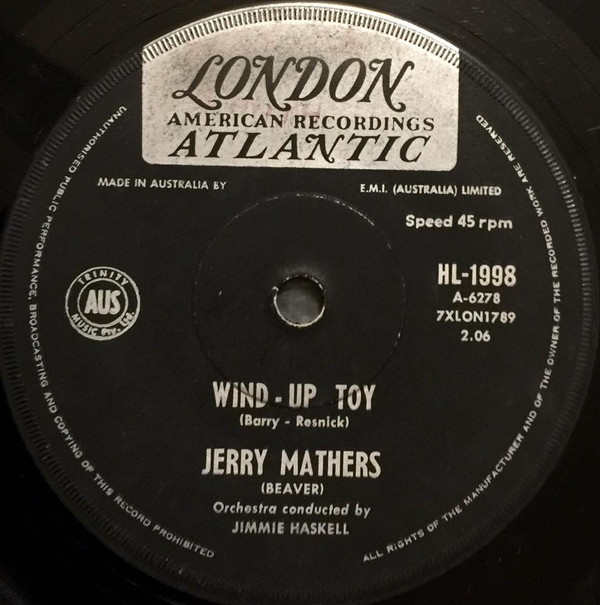 LONDON
AMERICAN RECORDINGS
ATLANTIC
MADE IN AUSTRALIA BY
E.M.I. (AUSTRALIA) LIMITED
Speed 45 rpm
HL-1998
A-6278
7XLON1789
2.06
TRINITY
AUS
MUSIC Pty. Ltd.
WIND-UP TOY
(Barry - Resnick)
JERRY MATHERS
(BEAVER)
Orchestra conducted by
JIMMIE HASKELL
UNAUTHORISED PUBLIC PERFORMANCE, BROADCASTING AND COPYING OF THIS RECORD PROHIBITED
ALL RIGHTS OF THE MANUFACTURER AND OF THE OWNER OF THE RECORDED WORK ARE RESERVED